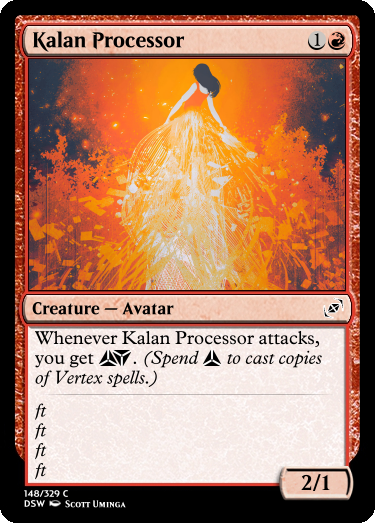 Kalan Processor 1
Creature — Avatar
Whenever Kalan Processor attacks,
you get . (Spend to cast copies
of Vertex spells.)
ft
ft
ft
ft
2/1
148/329 C
DSW Scott Uminga